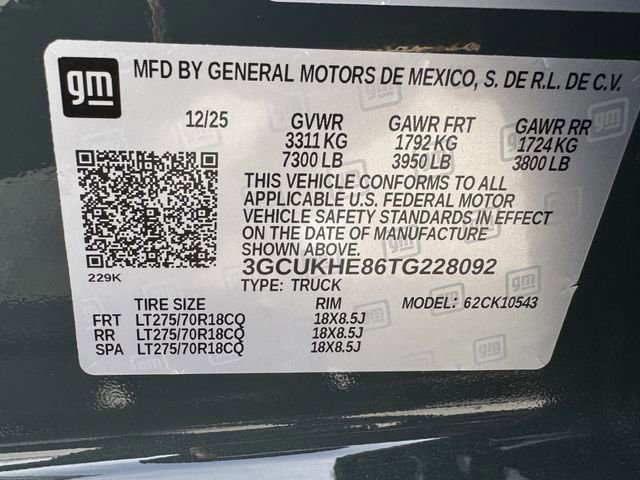 gm
MFD BY GENERAL MOTORS DE MEXICO, S. DE R.L. DE C.V.
12/25 GVWR GAWR FRT GAWR RR
3311 KG 1792 KG 1724 KG
7300 LB 3950 LB 3800 LB
THIS VEHICLE CONFORMS TO ALL
APPLICABLE U.S. FEDERAL MOTOR
VEHICLE SAFETY STANDARDS IN EFFECT
ON THE DATE OF MANUFACTURE
SHOWN ABOVE.
229K
3GCUKHE86TG228092
TYPE: TRUCK
TIRE SIZE RIM MODEL: 62CK10543
FRT LT275/70R18CQ 18X8.5J
RR LT275/70R18CQ 18X8.5J
SPA LT275/70R18CQ 18X8.5J